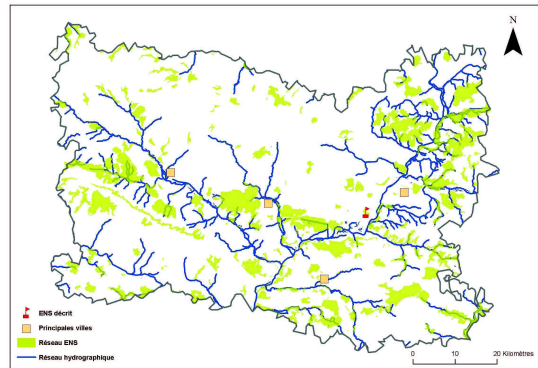 N
ENS décrit
Principales villes
Réseau ENS
Réseau hydrographique
0 10 20 Kilomètres